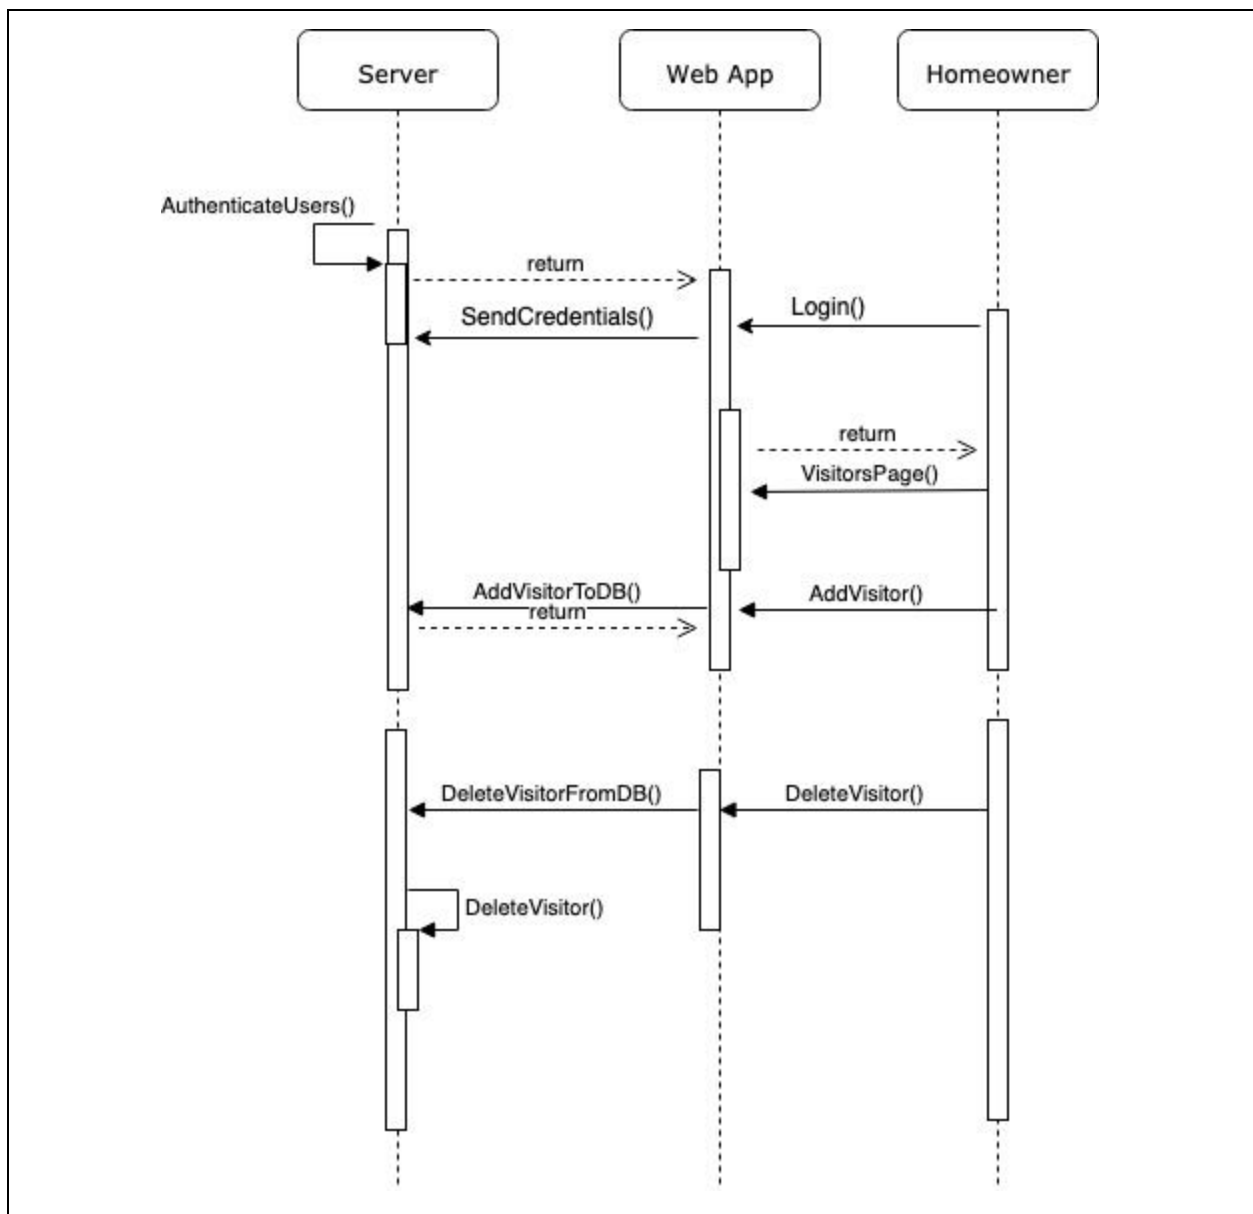 Server
Web App
Homeowner
AuthenticateUsers()
return
Login()
SendCredentials()
return
VisitorsPage()
AddVisitorToDB()
AddVisitor()
return
DeleteVisitorFromDB()
DeleteVisitor()
DeleteVisitor()